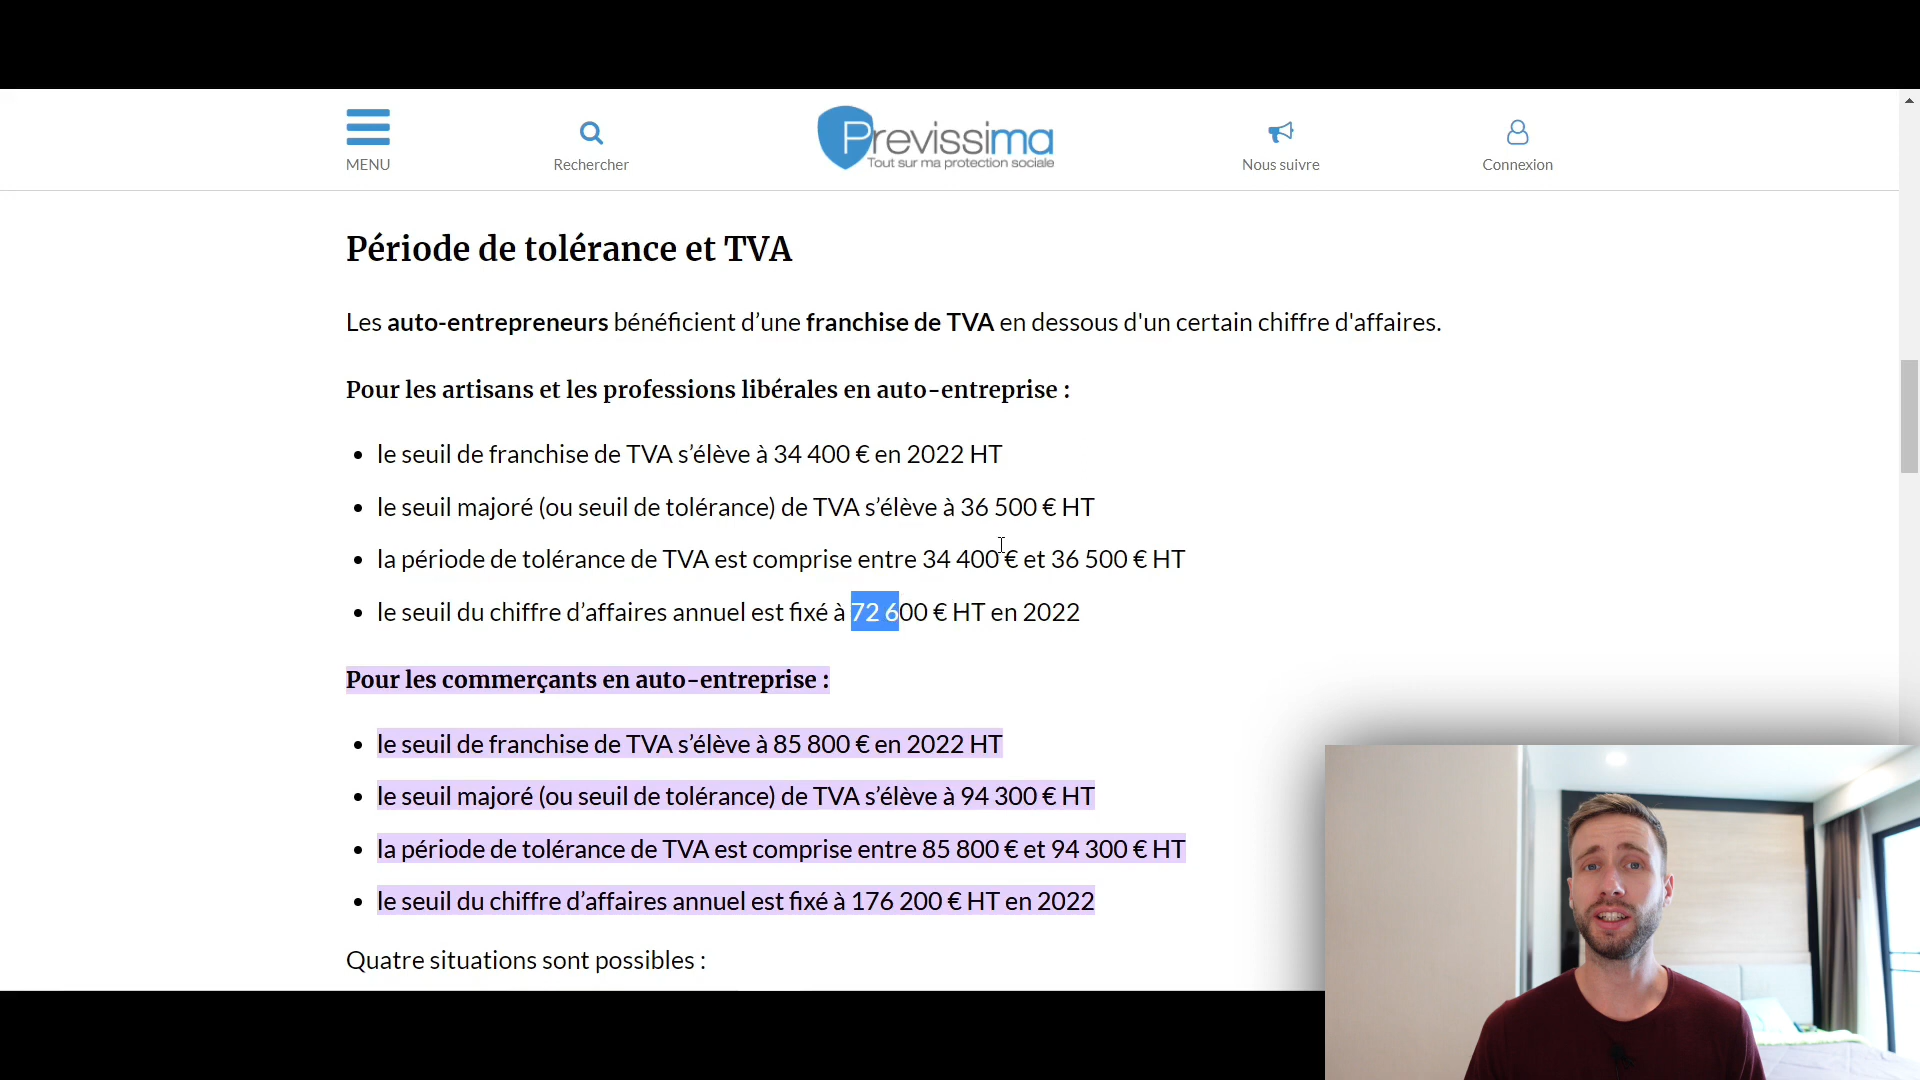 MENU
Rechercher
Previssima
Tout sur ma protection sociale
Nous suivre
Connexion
Période de tolérance et TVA
Les auto-entrepreneurs bénéficient d’une franchise de TVA en dessous d'un certain chiffre d'affaires.
Pour les artisans et les professions libérales en auto-entreprise :
• le seuil de franchise de TVA s’élève à 34 400 € en 2022 HT
• le seuil majoré (ou seuil de tolérance) de TVA s’élève à 36 500 € HT
• la période de tolérance de TVA est comprise entre 34 400 € et 36 500 € HT
• le seuil du chiffre d’affaires annuel est fixé à 72 600 € HT en 2022
Pour les commerçants en auto-entreprise :
• le seuil de franchise de TVA s’élève à 85 800 € en 2022 HT
• le seuil majoré (ou seuil de tolérance) de TVA s’élève à 94 300 € HT
• la période de tolérance de TVA est comprise entre 85 800 € et 94 300 € HT
• le seuil du chiffre d’affaires annuel est fixé à 176 200 € HT en 2022
Quatre situations sont possibles :